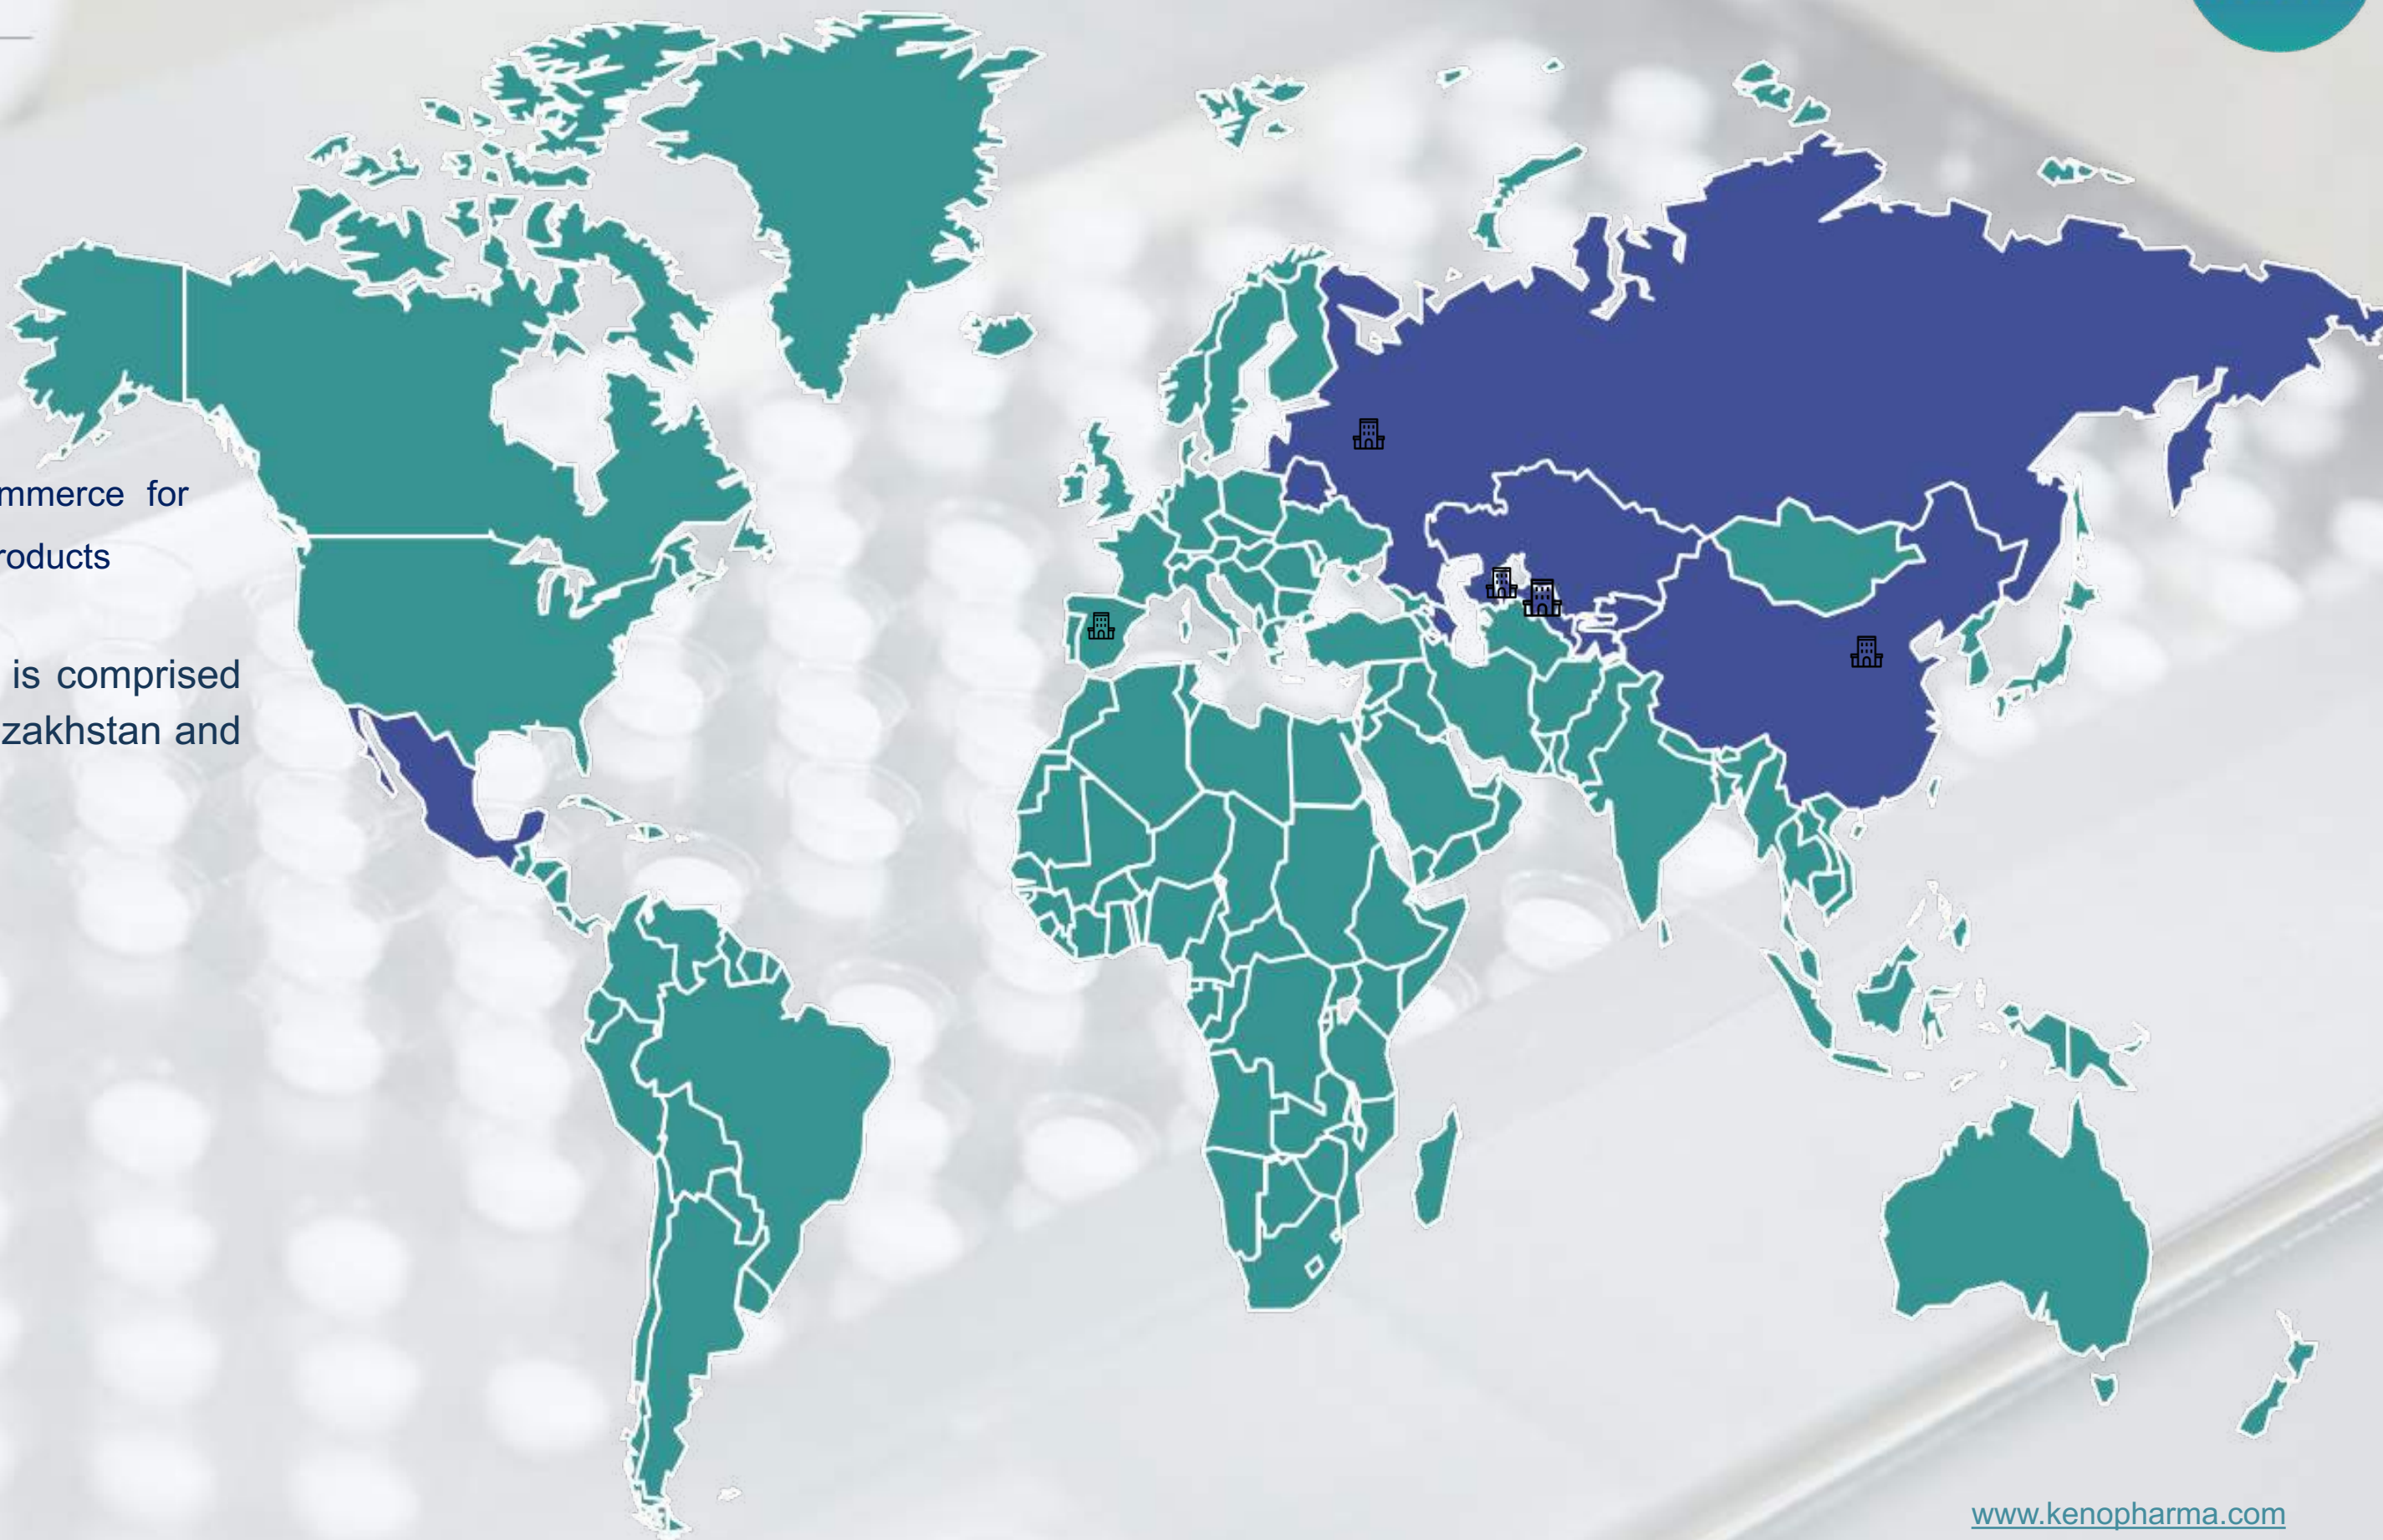 mmerce for
roducts
is comprised
zakhstan and
www.kenopharma.com